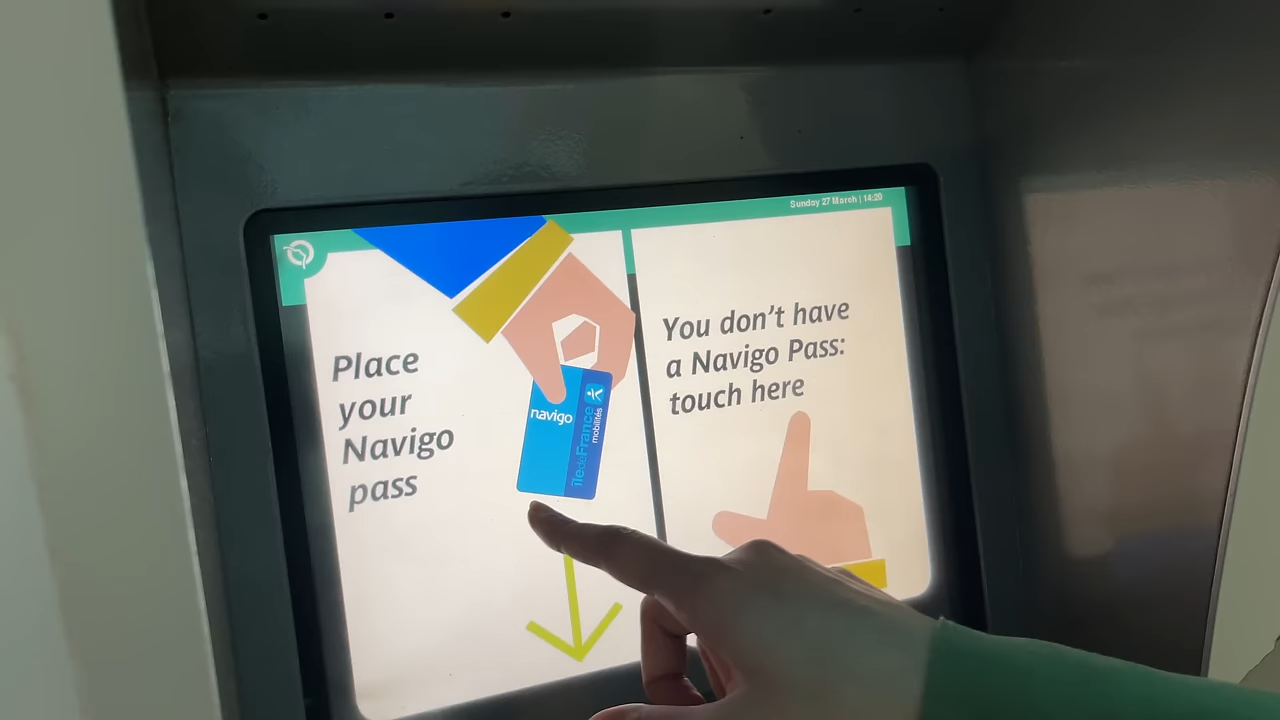 Sunday 27 March | 14:20
Place
your
Navigo
pass
navigo
île de France
mobilités
You don't have
a Navigo Pass:
touch here